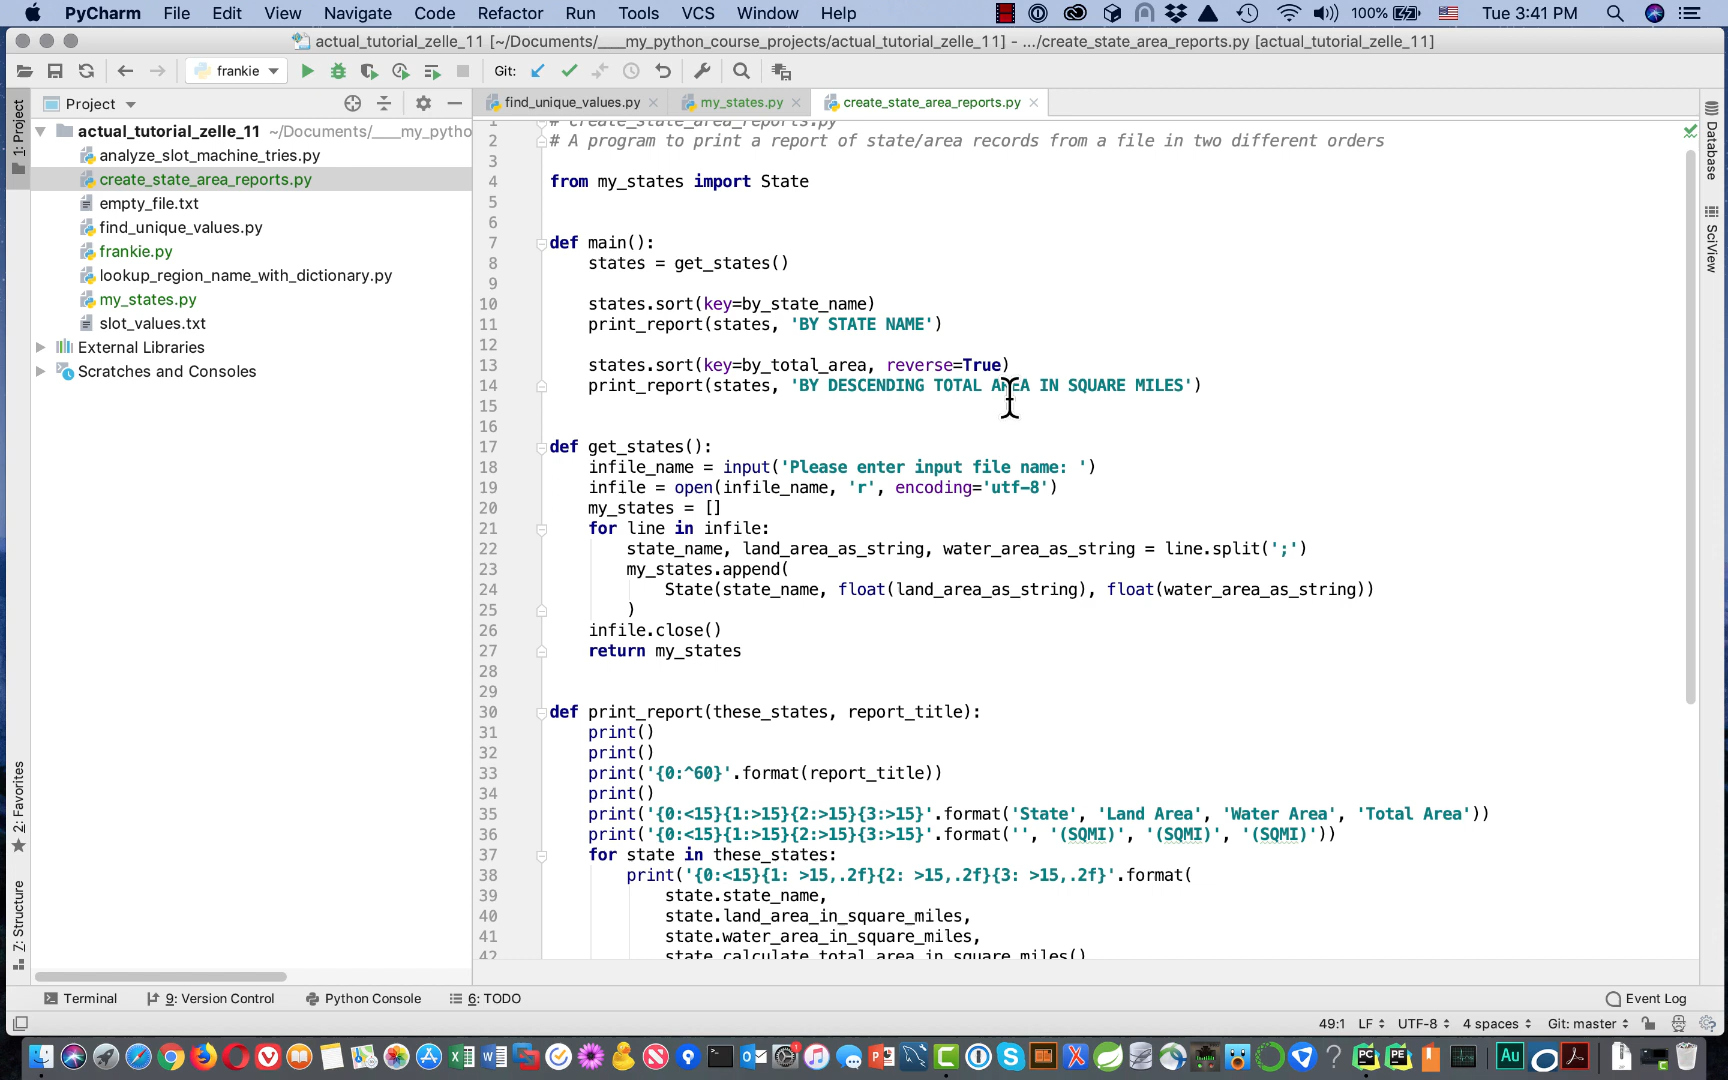 PyCharm File Edit View Navigate Code Refactor Run Tools VCS Window Help 100% Tue 3:41 PM
actual_tutorial_zelle_11 [~/Documents/___my_python_course_projects/actual_tutorial_zelle_11] - .../create_state_area_reports.py [actual_tutorial_zelle_11]
frankie Git:
Project find_unique_values.py my_states.py create_state_area_reports.py
1: Project
actual_tutorial_zelle_11 ~/Documents/___my_pytho
analyze_slot_machine_tries.py
create_state_area_reports.py
empty_file.txt
find_unique_values.py
frankie.py
lookup_region_name_with_dictionary.py
my_states.py
slot_values.txt
External Libraries
Scratches and Consoles
2: Favorites
7: Structure
1 # create_state_area_reports.py
2 # A program to print a report of state/area records from a file in two different orders
3
4 from my_states import State
5
6
7 def main():
8 states = get_states()
9
10 states.sort(key=by_state_name)
11 print_report(states, 'BY STATE NAME')
12
13 states.sort(key=by_total_area, reverse=True)
14 print_report(states, 'BY DESCENDING TOTAL AREA IN SQUARE MILES')
15
16
17 def get_states():
18 infile_name = input('Please enter input file name: ')
19 infile = open(infile_name, 'r', encoding='utf-8')
20 my_states = []
21 for line in infile:
22 state_name, land_area_as_string, water_area_as_string = line.split(';')
23 my_states.append(
24 State(state_name, float(land_area_as_string), float(water_area_as_string))
25 )
26 infile.close()
27 return my_states
28
29
30 def print_report(these_states, report_title):
31 print()
32 print()
33 print('{0:^60}'.format(report_title))
34 print()
35 print('{0:<15}{1:>15}{2:>15}{3:>15}'.format('State', 'Land Area', 'Water Area', 'Total Area'))
36 print('{0:<15}{1:>15}{2:>15}{3:>15}'.format('', '(SQMI)', '(SQMI)', '(SQMI)'))
37 for state in these_states:
38 print('{0:<15}{1: >15,.2f}{2: >15,.2f}{3: >15,.2f}'.format(
39 state.state_name,
40 state.land_area_in_square_miles,
41 state.water_area_in_square_miles,
42 state.calculate_total_area_in_square_miles()
Database
SciView
Terminal 9: Version Control Python Console 6: TODO Event Log
49:1 LF UTF-8 4 spaces Git: master